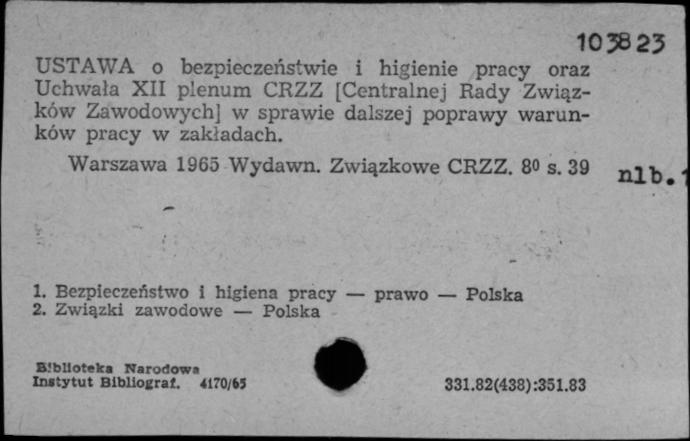 103823
USTAWA o bezpieczeństwie i higienie pracy oraz
Uchwała XII plenum CRZZ [Centralnej Rady Związ-
ków Zawodowych] w sprawie dalszej poprawy warun-
ków pracy w zakładach.
Warszawa 1965 Wydawn. Związkowe CRZZ. 8⁰ s. 39 nlb. 1
1. Bezpieczeństwo i higiena pracy — prawo — Polska
2. Związki zawodowe — Polska
Biblioteka Narodowa
Instytut Bibliograf. 4170/65 331.82(438):351.83